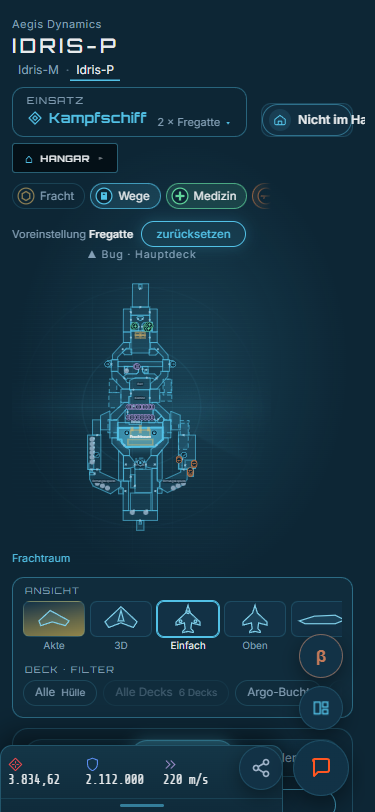 Aegis Dynamics
IDRIS-P
Idris-M · Idris-P
EINSATZ
Kampfschiff 2 × Fregatte
Nicht im Ha
HANGAR
Fracht Wege Medizin
Voreinstellung Fregatte zurücksetzen
▲ Bug · Hauptdeck
Frachtraum
ANSICHT
Akte 3D Einfach Oben
β
DECK · FILTER
Alle Hülle Alle Decks 6 Decks Argo-Bucht
3.834,62 2.112.000 220 m/s